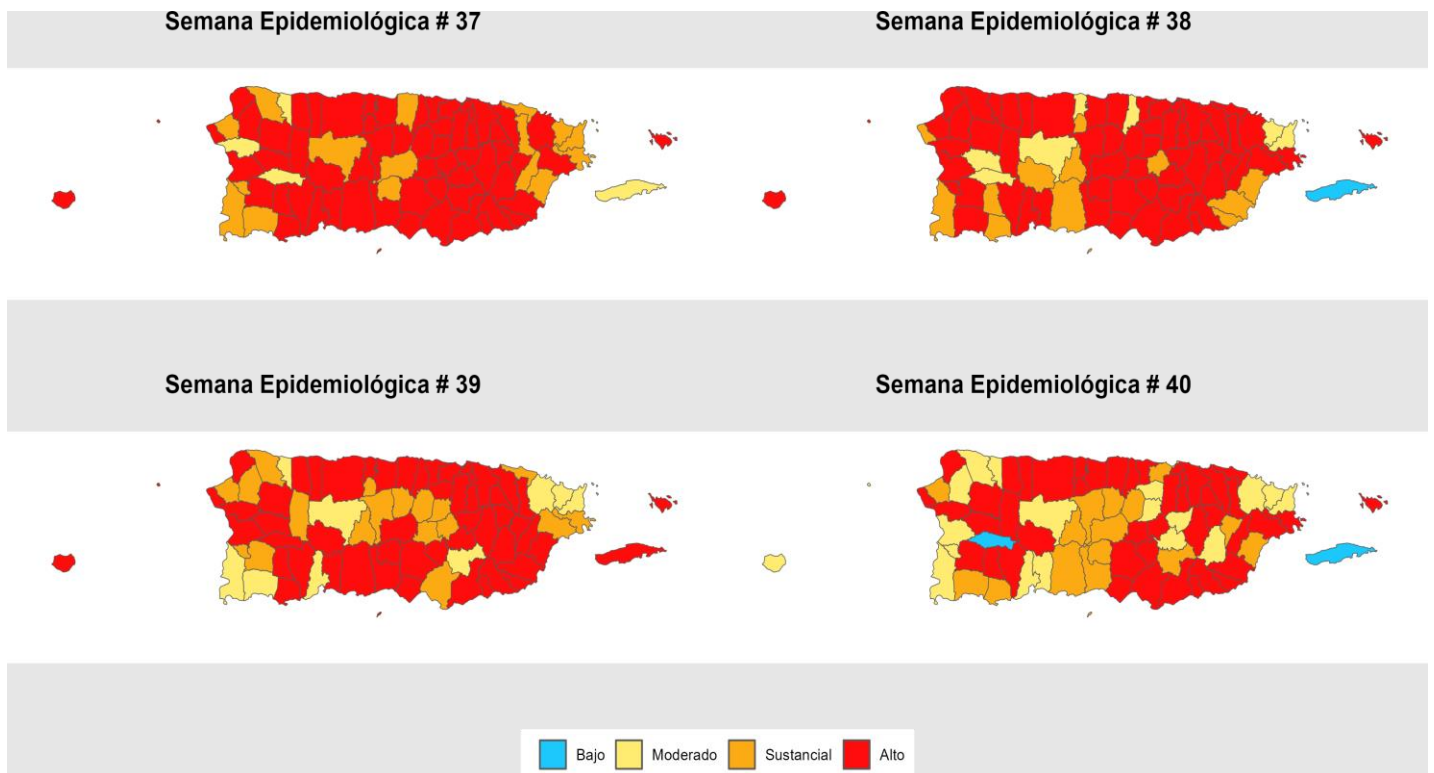 Semana Epidemiológica # 37
Semana Epidemiológica # 38
Semana Epidemiológica # 39
Semana Epidemiológica # 40
Bajo Moderado Sustancial Alto